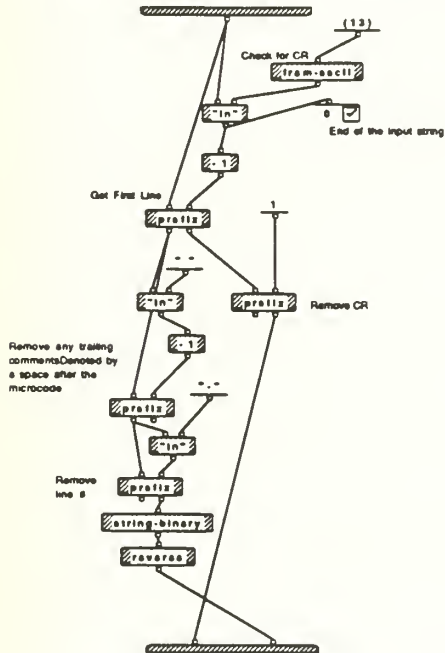 (13)
Check for CR
from-ascii
"in"
0
End of the input string
- 1
Get First Line
prefix
1
" "
"in"
prefix
Remove CR
- 1
Remove any trailing
commentsDenoted by
a space after the
microcode
prefix
"in"
Remove
line #
prefix
string-binary
reverse